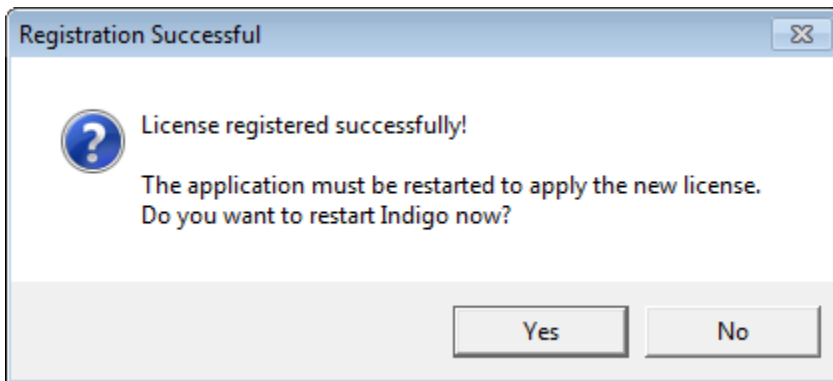 Registration Successful
License registered successfully!
The application must be restarted to apply the new license.
Do you want to restart Indigo now?
Yes
No